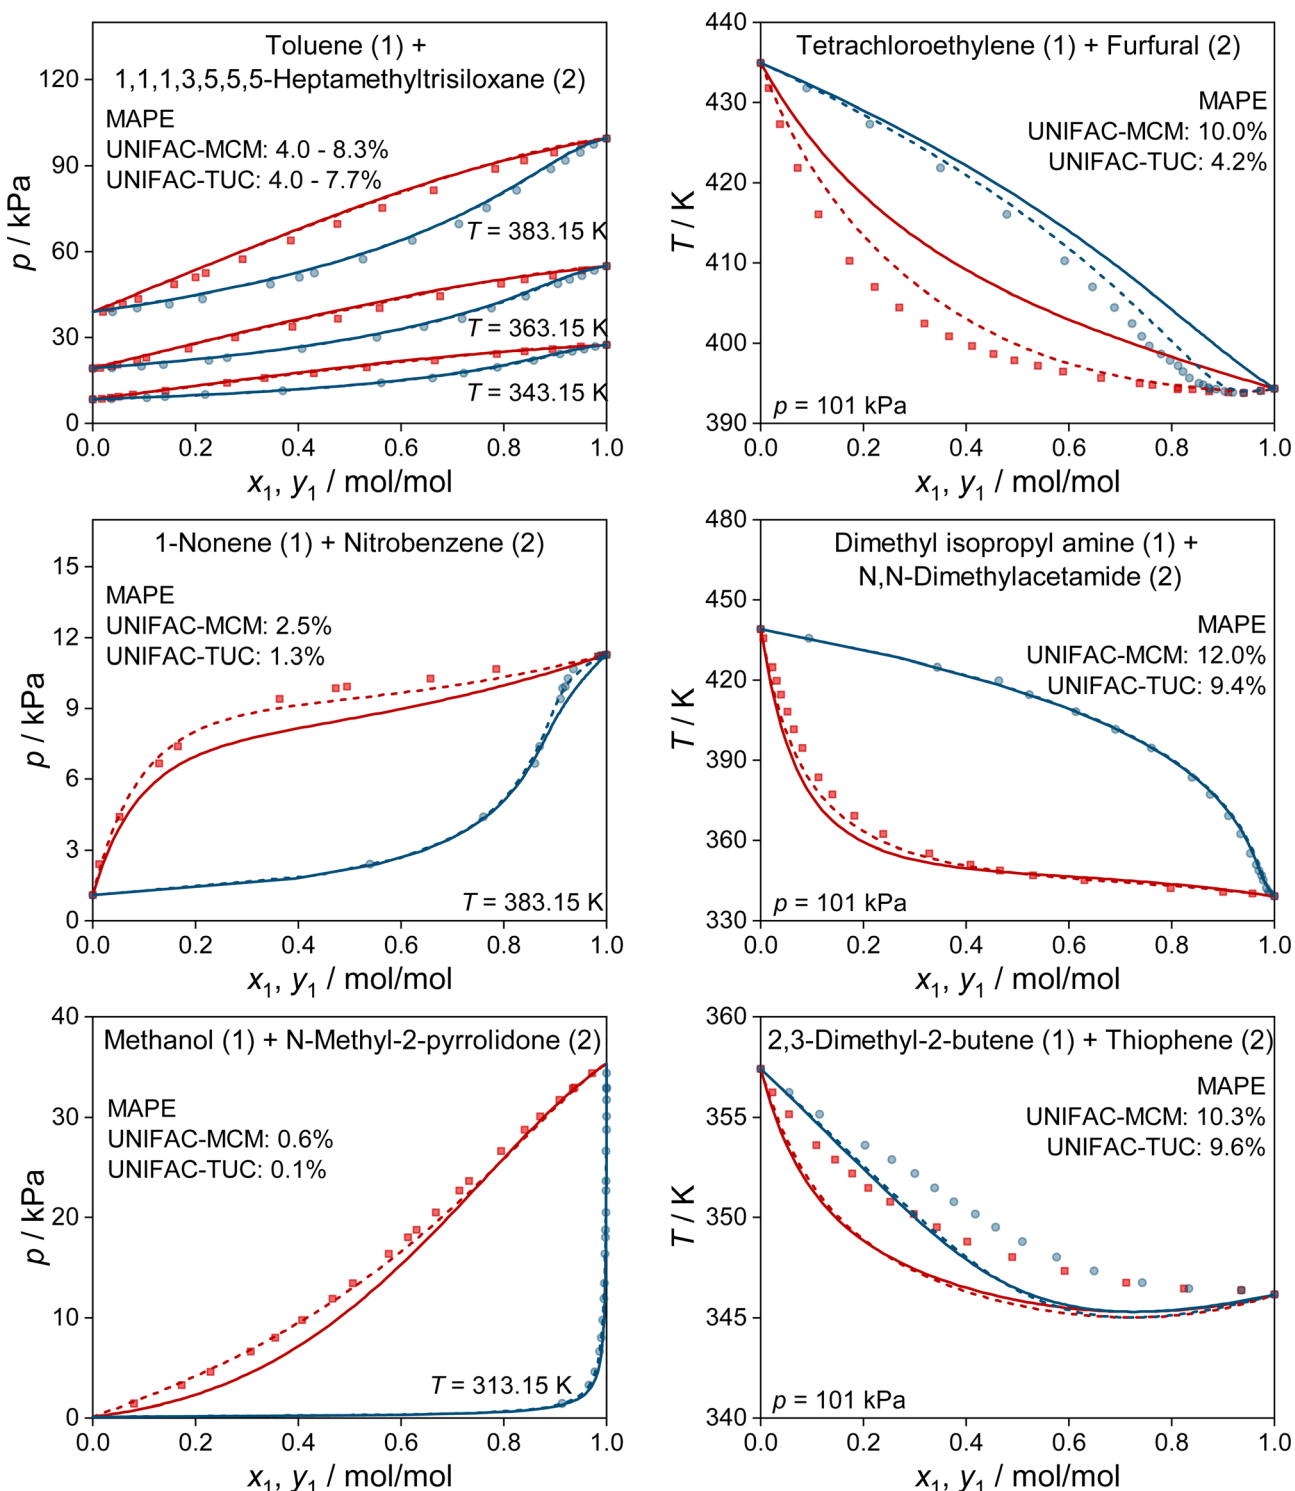 Toluene (1) +
1,1,1,3,5,5,5-Heptamethyltrisiloxane (2)
MAPE
UNIFAC-MCM: 4.0 - 8.3%
UNIFAC-TUC: 4.0 - 7.7%
T = 383.15 K
T = 363.15 K
T = 343.15 K
p / kPa
120
90
60
30
0
0.0 0.2 0.4 0.6 0.8 1.0
x1, y1 / mol/mol
Tetrachloroethylene (1) + Furfural (2)
MAPE
UNIFAC-MCM: 10.0%
UNIFAC-TUC: 4.2%
p = 101 kPa
T / K
440
430
420
410
400
390
0.0 0.2 0.4 0.6 0.8 1.0
x1, y1 / mol/mol
1-Nonene (1) + Nitrobenzene (2)
MAPE
UNIFAC-MCM: 2.5%
UNIFAC-TUC: 1.3%
T = 383.15 K
p / kPa
15
12
9
6
3
0
0.0 0.2 0.4 0.6 0.8 1.0
x1, y1 / mol/mol
Dimethyl isopropyl amine (1) +
N,N-Dimethylacetamide (2)
MAPE
UNIFAC-MCM: 12.0%
UNIFAC-TUC: 9.4%
p = 101 kPa
T / K
480
450
420
390
360
330
0.0 0.2 0.4 0.6 0.8 1.0
x1, y1 / mol/mol
Methanol (1) + N-Methyl-2-pyrrolidone (2)
MAPE
UNIFAC-MCM: 0.6%
UNIFAC-TUC: 0.1%
T = 313.15 K
p / kPa
40
30
20
10
0
0.0 0.2 0.4 0.6 0.8 1.0
x1, y1 / mol/mol
2,3-Dimethyl-2-butene (1) + Thiophene (2)
MAPE
UNIFAC-MCM: 10.3%
UNIFAC-TUC: 9.6%
p = 101 kPa
T / K
360
355
350
345
340
0.0 0.2 0.4 0.6 0.8 1.0
x1, y1 / mol/mol